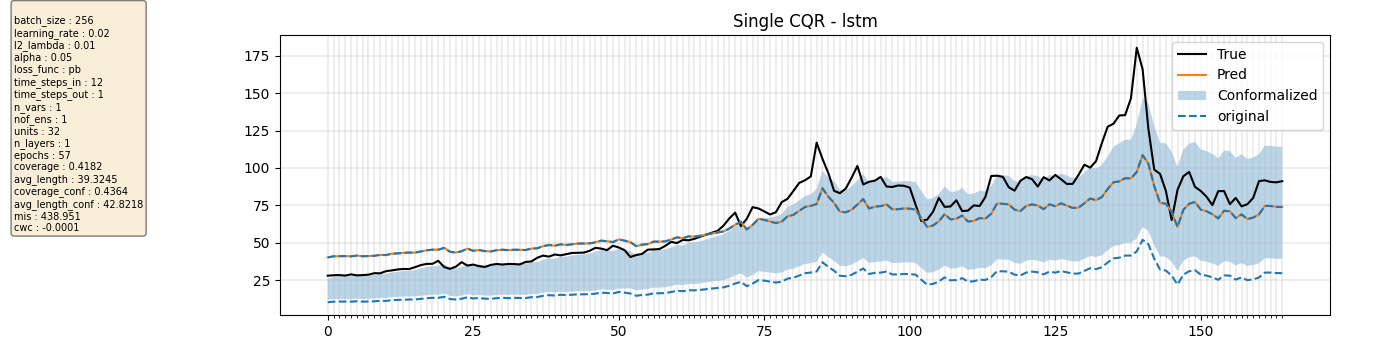 batch_size : 256
learning_rate : 0.02
l2_lambda : 0.01
alpha : 0.05
loss_func : pb
time_steps_in : 12
time_steps_out : 1
n_vars : 1
nof_ens : 1
units : 32
n_layers : 1
epochs : 57
coverage : 0.4182
avg_length : 39.3245
coverage_conf : 0.4364
avg_length_conf : 42.8218
mis : 438.951
cwc : -0.0001
Single CQR - lstm
175
150
125
100
75
50
25
0 25 50 75 100 125 150
True
Pred
Conformalized
original